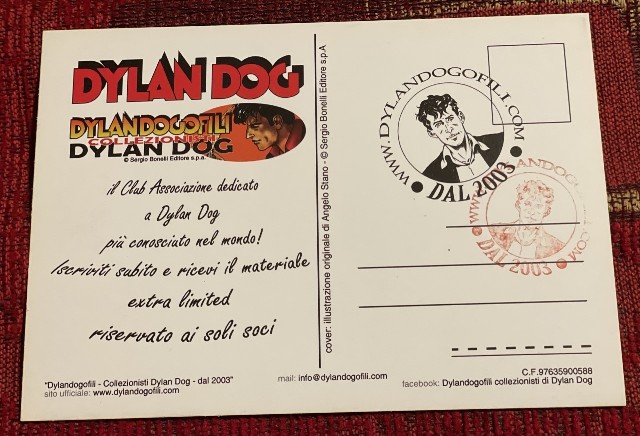 DYLAN DOG
DYLANDOGOFILI
COLLEZIONISTI
DYLAN DOG
© Sergio Bonelli Editore s.p.a.
il Club Associazione dedicato
a Dylan Dog
più conosciuto nel mondo!
Iscriviti subito e ricevi il materiale
extra limited
riservato ai soli soci
"Dylandogofili - Collezionisti Dylan Dog - dal 2003"
sito ufficiale: www.dylandogofili.com
mail: info@dylandogofili.com
cover: illustrazione originale di Angelo Stano - © Sergio Bonelli Editore s.p.A
WWW.DYLANDOGOFILI.COM
DAL 2003
DAL 2003
C.F.97635900588
facebook: Dylandogofili collezionisti di Dylan Dog